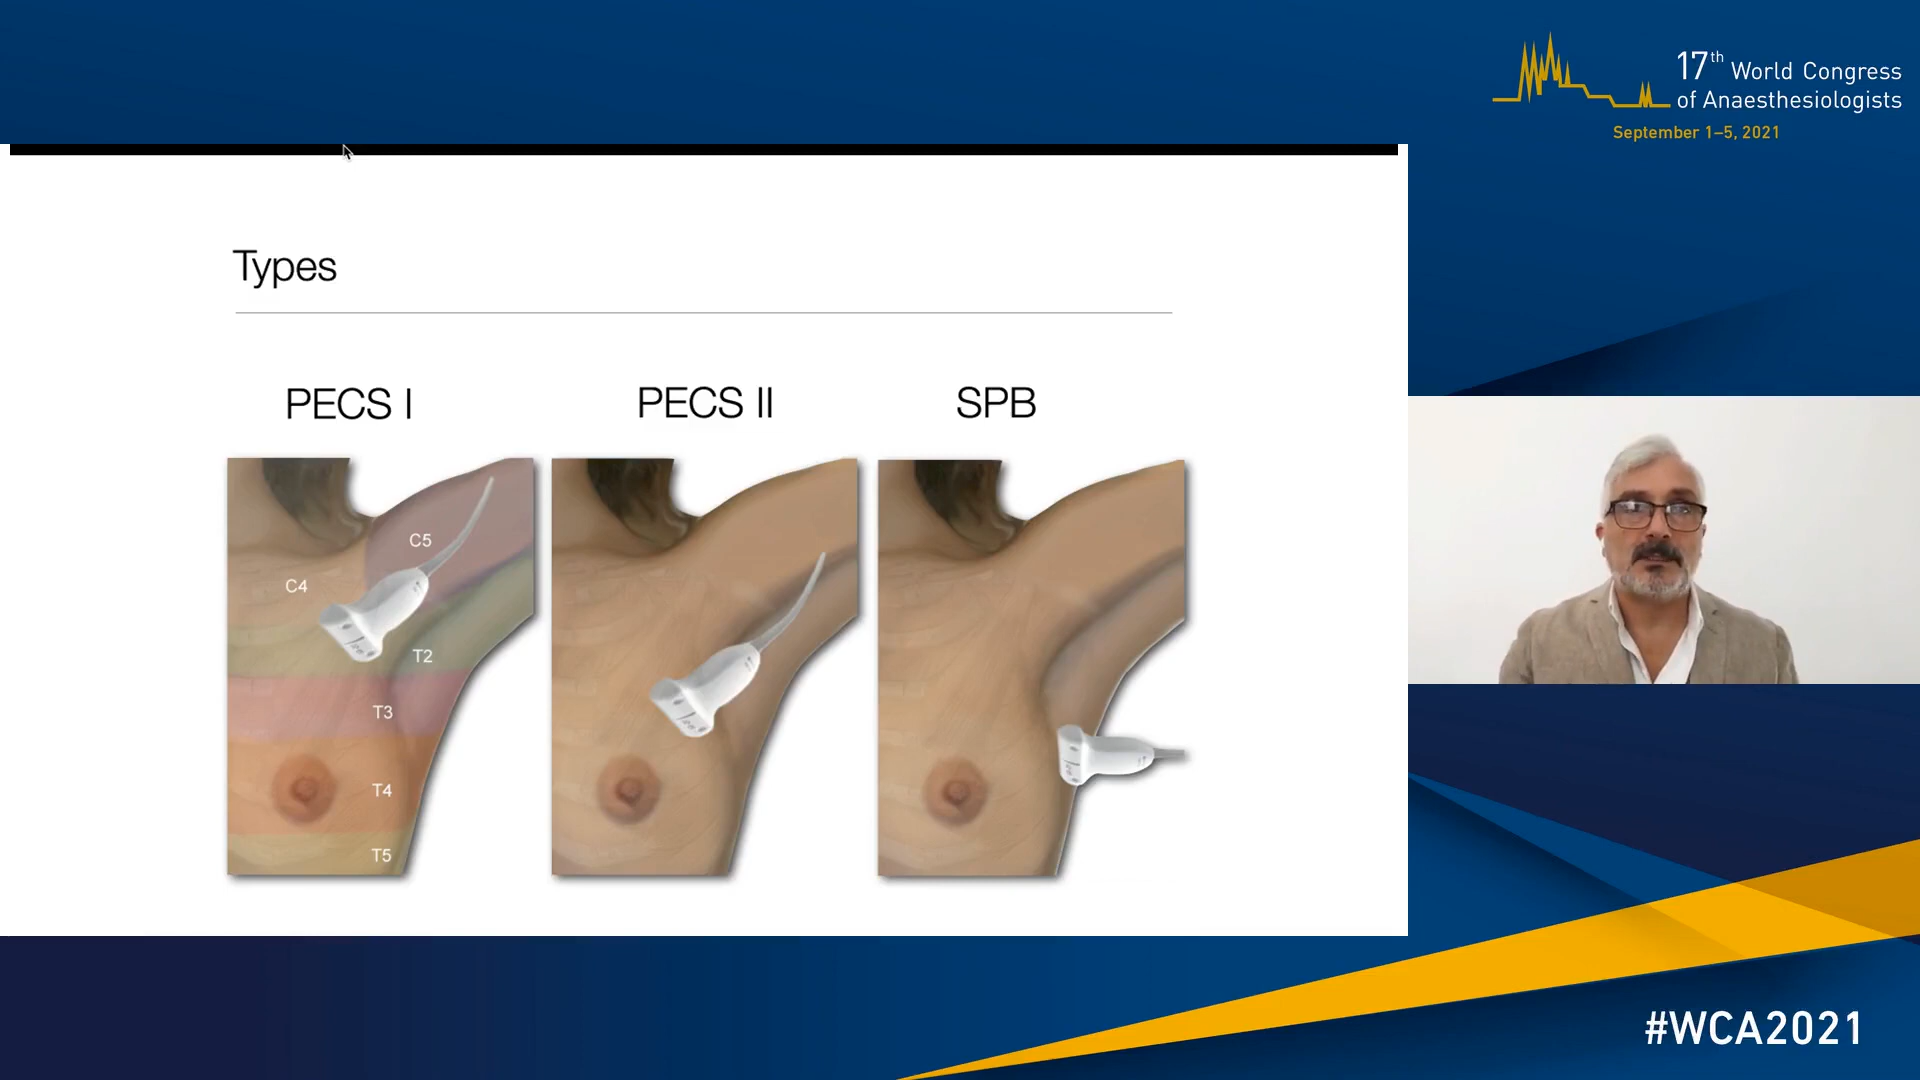 17th World Congress
of Anaesthesiologists
September 1–5, 2021
Types
PECS I
PECS II
SPB
C5
C4
T2
T3
T4
T5
#WCA2021